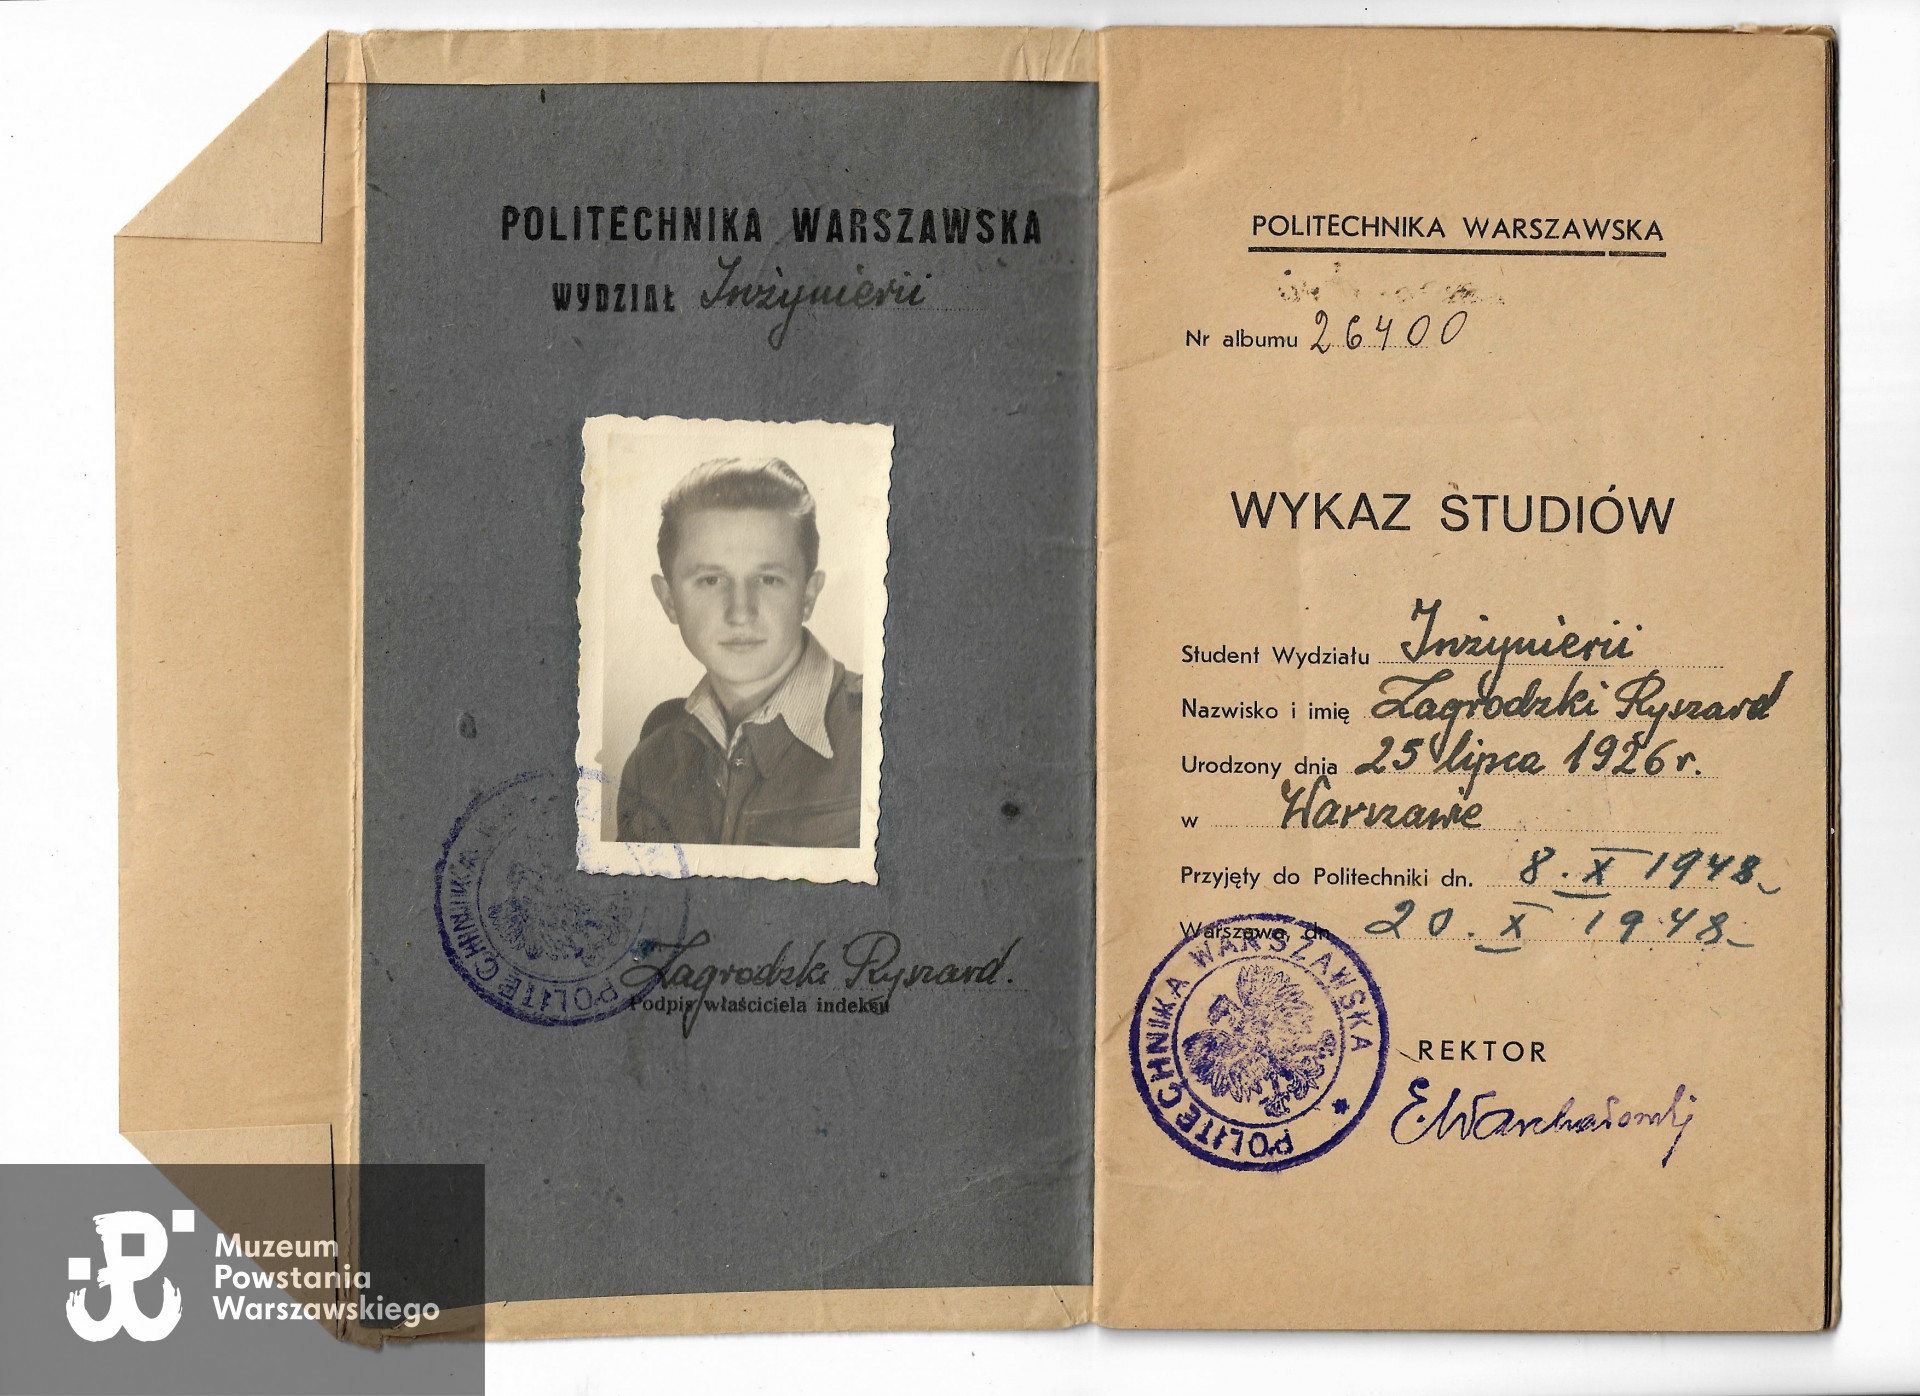 POLITECHNIKA WARSZAWSKA
WYDZIAŁ Inżynierii
POLITECHNIKA
Zagrodzki Ryszard.
Podpis właściciela indeksu
POLITECHNIKA WARSZAWSKA
Nr albumu 26400
WYKAZ STUDIÓW
Student Wydziału Inżynierii
Nazwisko i imię Zagrodzki Ryszard
Urodzony dnia 25 lipca 1926 r.
w Warszawie
Przyjęty do Politechniki dn. 8.X 1948
Warszawa, dn 20.X 1948
POLITECHNIKA WARSZAWSKA *
REKTOR
E. Warchałowski
Muzeum
Powstania
Warszawskiego